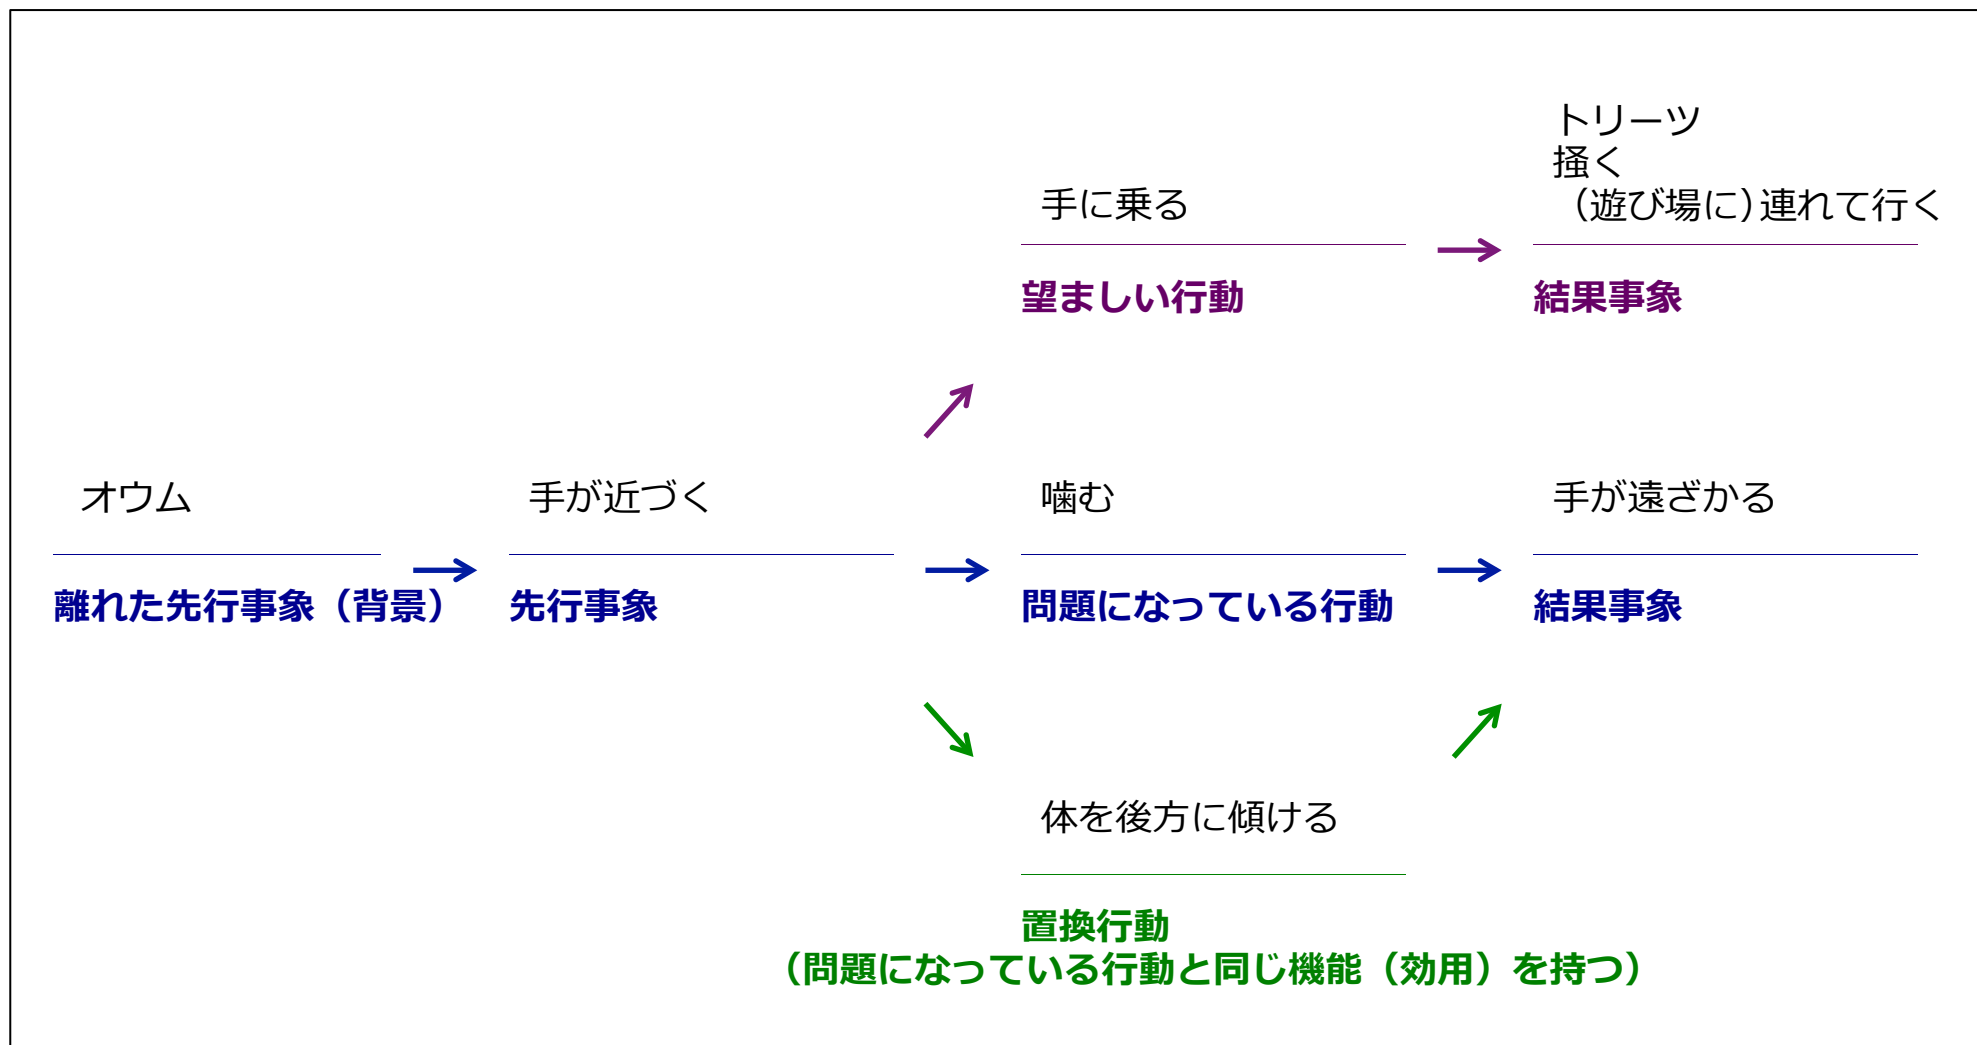 トリーツ
掻く
（遊び場に）連れて行く
手に乗る
望ましい行動
結果事象
オウム
手が近づく
噛む
手が遠ざかる
離れた先行事象（背景）
先行事象
問題になっている行動
結果事象
体を後方に傾ける
置換行動
（問題になっている行動と同じ機能（効用）を持つ）